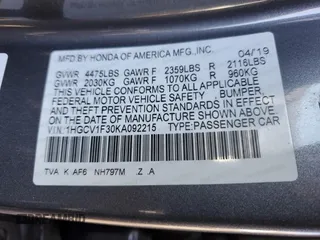 MFD.BY HONDA OF AMERICA MFG.,INC. 04/19
GVWR 4475LBS GAWR F 2359LBS R 2116LBS
GVWR 2030KG GAWR F 1070KG R 960KG
THIS VEHICLE CONFORMS TO ALL APPLICABLE
FEDERAL MOTOR VEHICLE SAFETY, BUMPER,
AND THEFT PREVENTION STANDARDS IN EFFECT
ON THE DATE OF MANUFACTURE SHOWN ABOVE.
V.I.N.:1HGCV1F30KA092215 TYPE:PASSENGER CAR
TVA K AF6 NH797M .Z .A